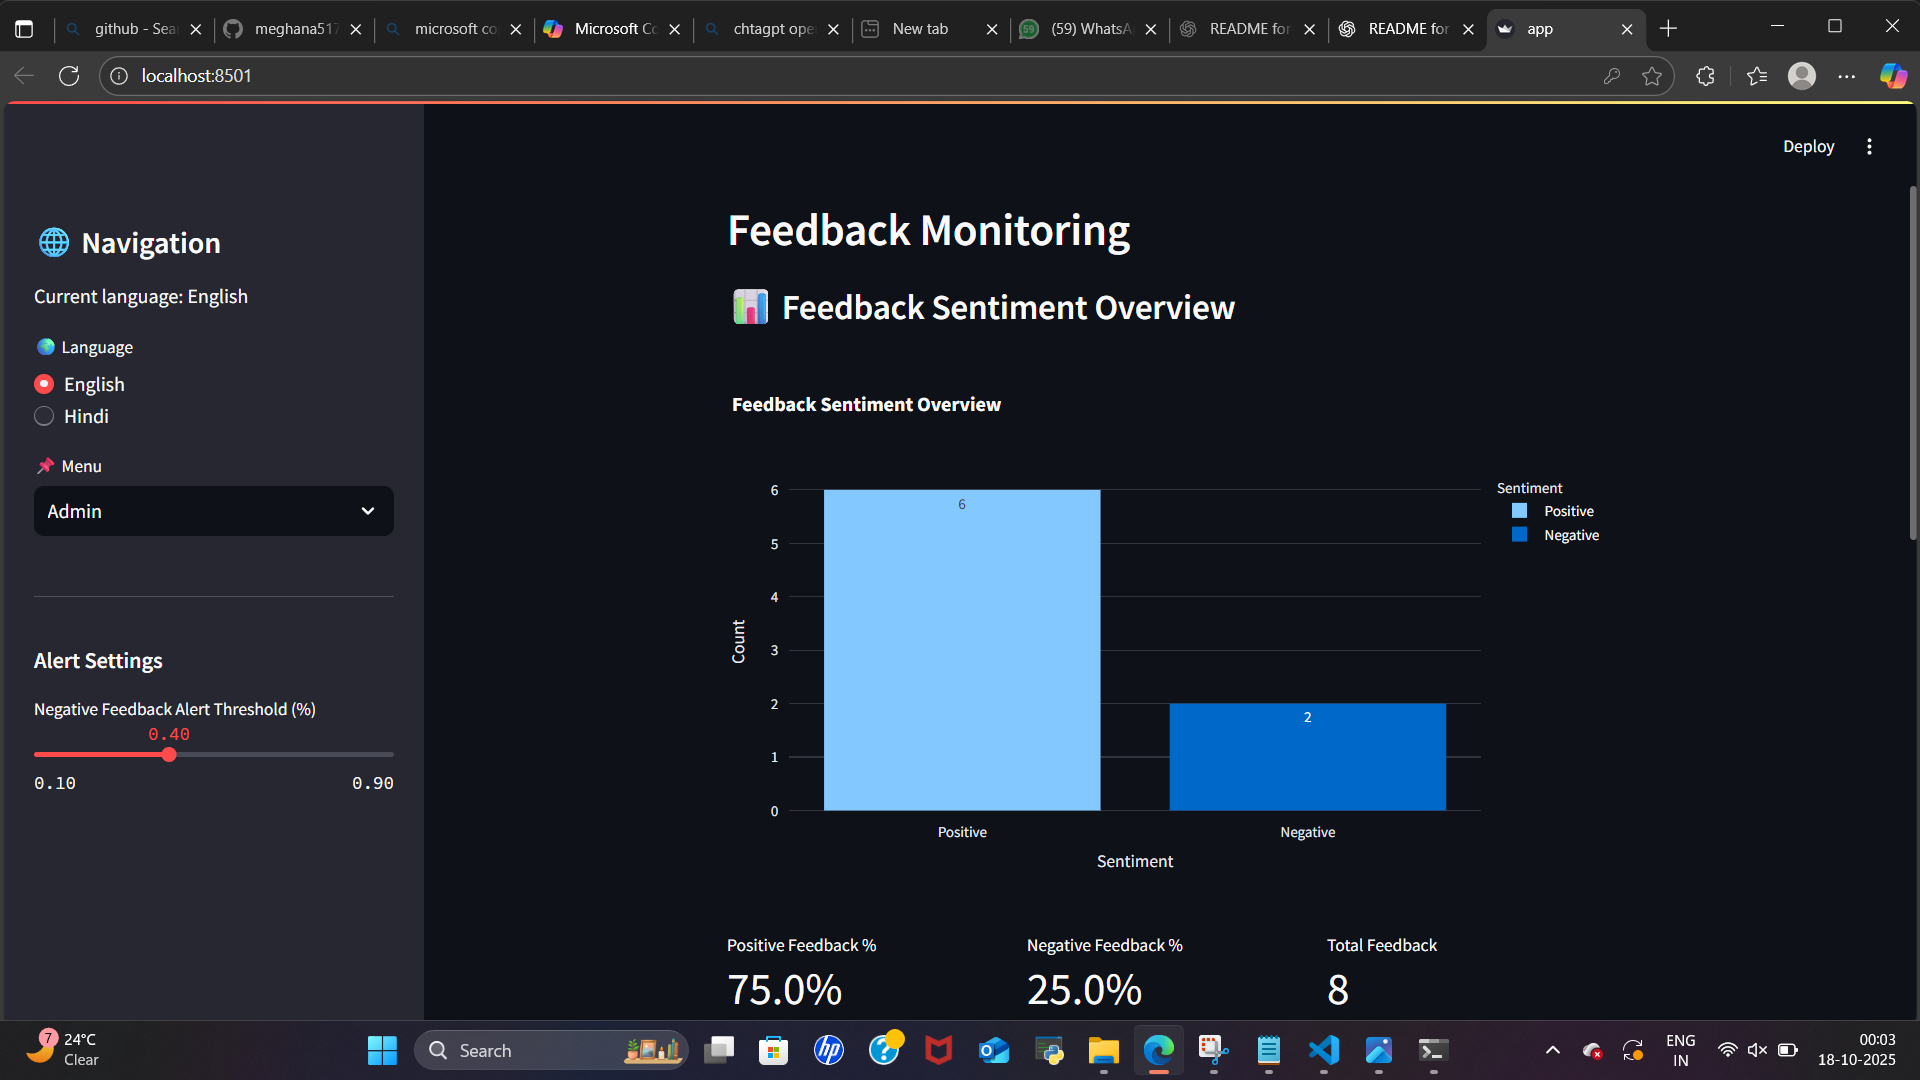 github - Sea
meghana517
microsoft co
Microsoft Co
chtagpt ope
New tab
(59) WhatsA
README for
README for
app
localhost:8501
Deploy
Navigation
Current language: English
Language
English
Hindi
Menu
Admin
Alert Settings
Negative Feedback Alert Threshold (%)
0.40
0.10
0.90
Feedback Monitoring
Feedback Sentiment Overview
Feedback Sentiment Overview
6
5
4
3
2
1
0
Count
6
2
Positive
Negative
Sentiment
Sentiment
Positive
Negative
Positive Feedback %
75.0%
Negative Feedback %
25.0%
Total Feedback
8
7
24°C
Clear
Search
hp
ENG
IN
00:03
18-10-2025